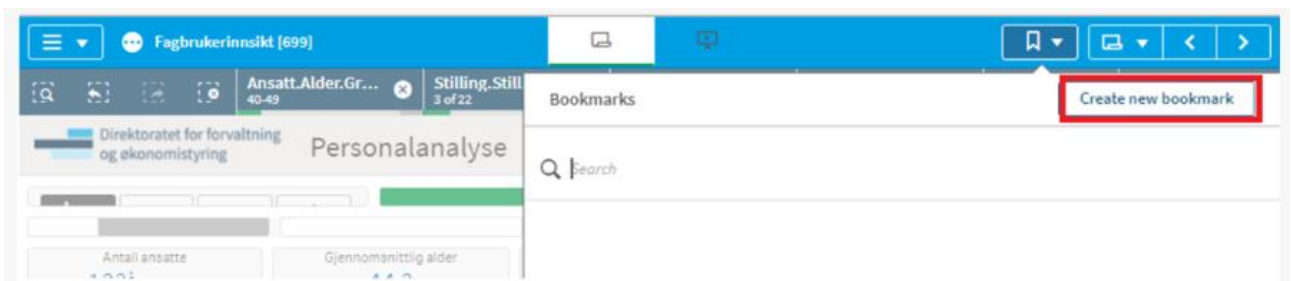 Fagbrukerinnsikt [699]
Ansatt.Alder.Gr...
40-49
Stilling.Still
3 of 22
Bookmarks
Create new bookmark
Direktoratet for forvaltning
og økonomistyring
Personalanalyse
Search
Antall ansatte
Gjennomsnittlig alder